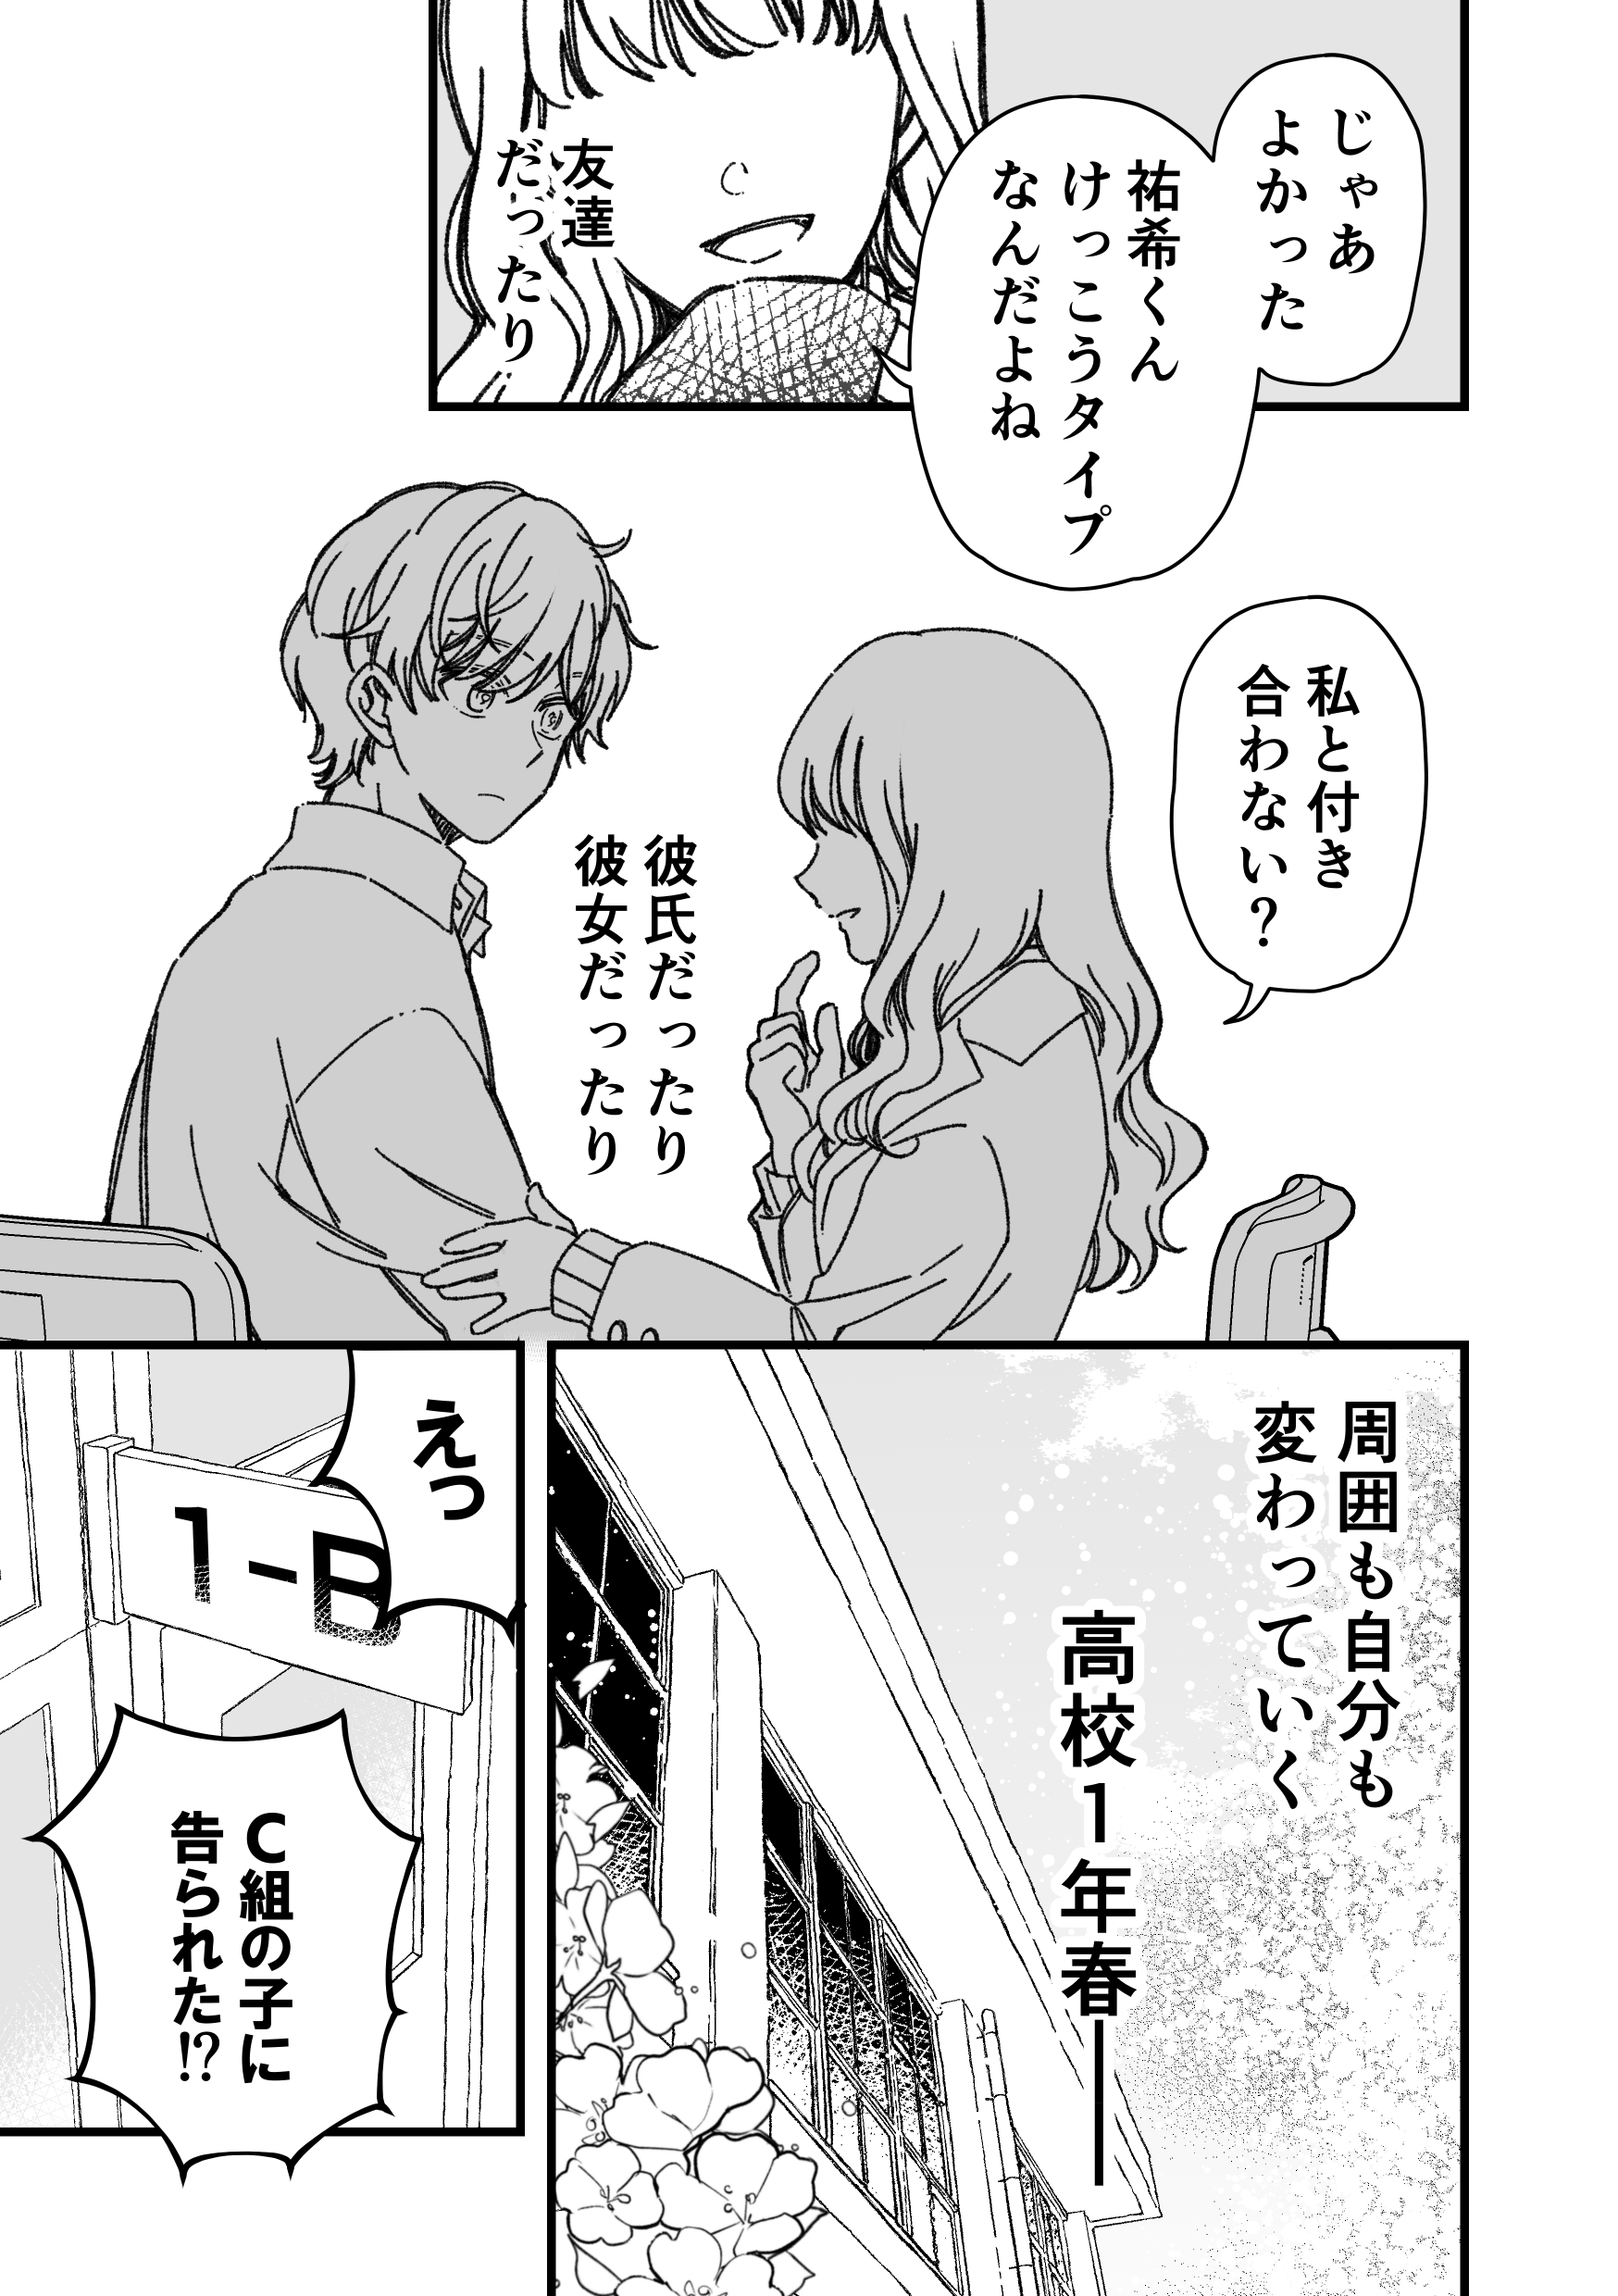 じゃあ
よかった
祐希くん
けっこうタイプ
なんだよね
友達
だったり
私と付き
合わない？
彼氏だったり
彼女だったり
周囲も自分も
変わっていく
高校１年春――
えっ
1-B
C組の子に
告られた!?